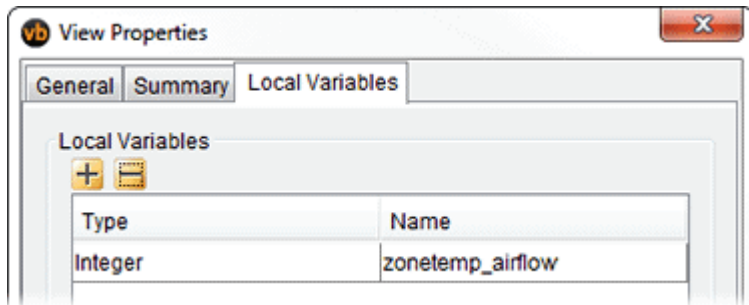 vb View Properties
General Summary Local Variables
Local Variables
Type Name
Integer zonetemp_airflow